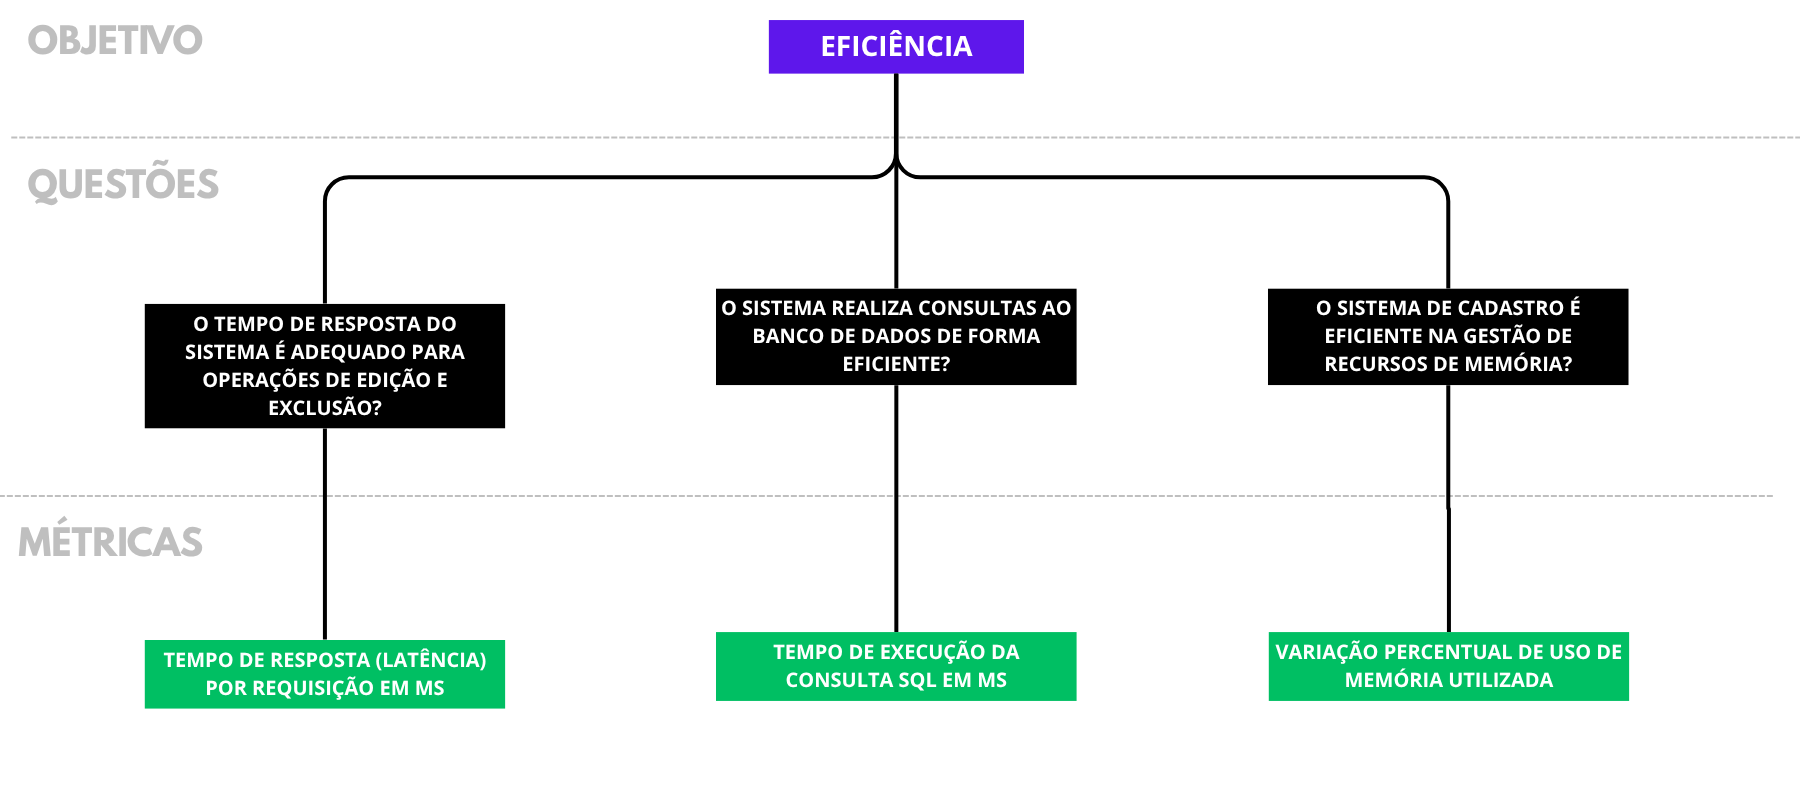 OBJETIVO
EFICIÊNCIA
QUESTÕES
O TEMPO DE RESPOSTA DO
SISTEMA É ADEQUADO PARA
OPERAÇÕES DE EDIÇÃO E
EXCLUSÃO?
O SISTEMA REALIZA CONSULTAS AO
BANCO DE DADOS DE FORMA
EFICIENTE?
O SISTEMA DE CADASTRO É
EFICIENTE NA GESTÃO DE
RECURSOS DE MEMÓRIA?
MÉTRICAS
TEMPO DE RESPOSTA (LATÊNCIA)
POR REQUISIÇÃO EM MS
TEMPO DE EXECUÇÃO DA
CONSULTA SQL EM MS
VARIAÇÃO PERCENTUAL DE USO DE
MEMÓRIA UTILIZADA